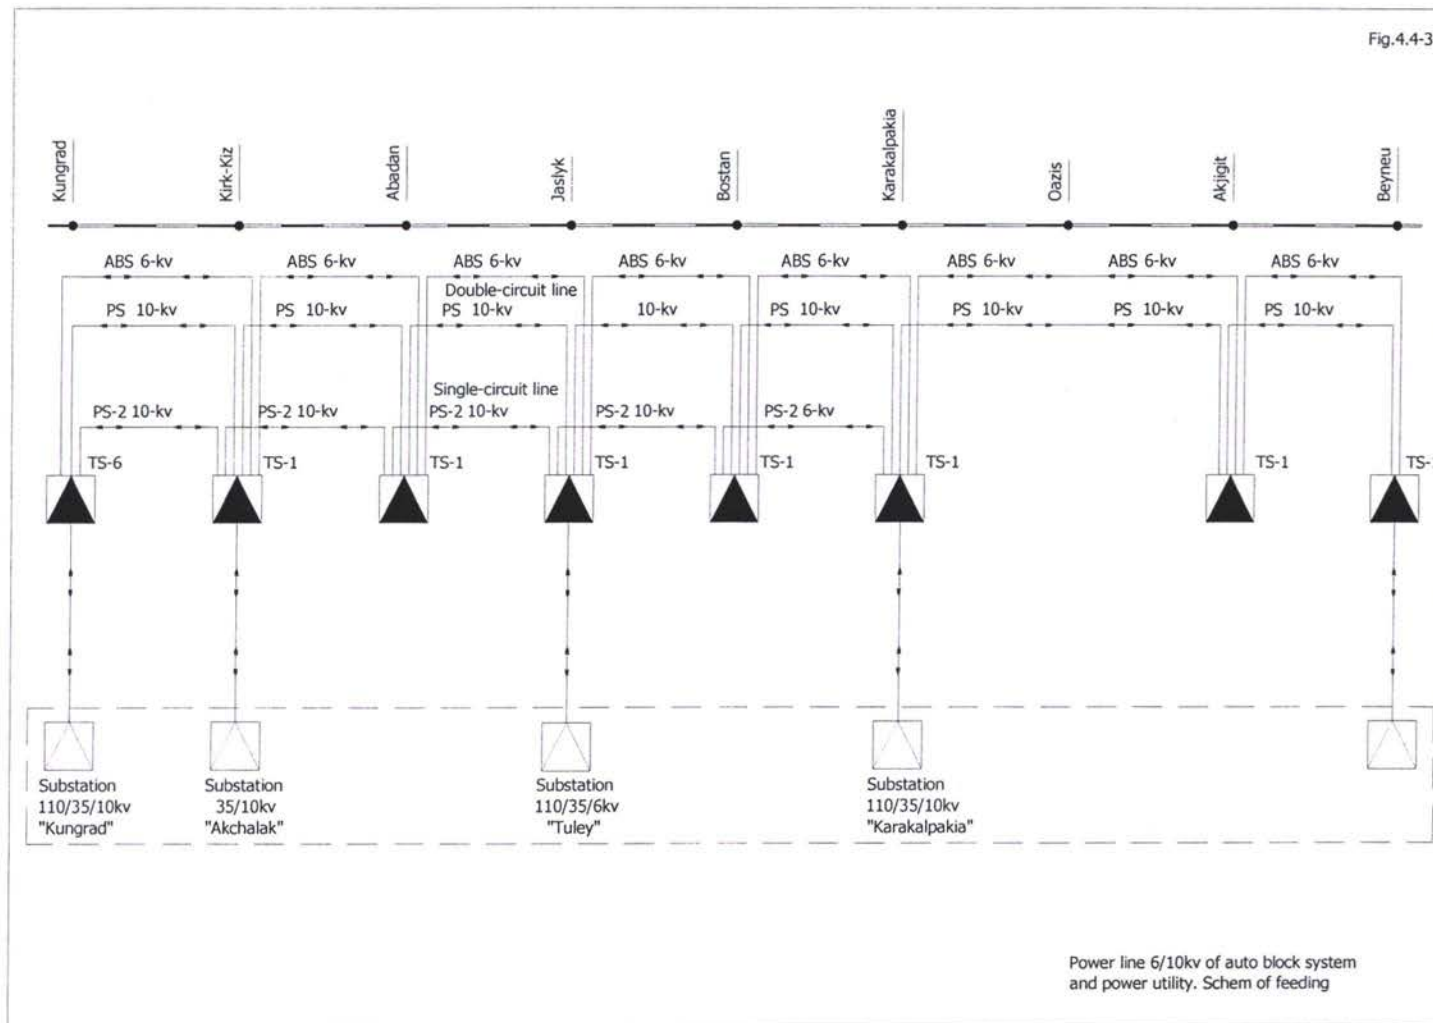 Fig.4.4-3
Kungrad
Kirk-Kiz
Abadan
Jaslyk
Bostan
Karakalpakia
Oazis
Akjigit
Beyneu
ABS 6-kv
ABS 6-kv
ABS 6-kv
ABS 6-kv
ABS 6-kv
ABS 6-kv
ABS 6-kv
ABS 6-kv
Double-circuit line
PS 10-kv
PS 10-kv
PS 10-kv
10-kv
PS 10-kv
PS 10-kv
PS 10-kv
PS 10-kv
Single-circuit line
PS-2 10-kv
PS-2 10-kv
PS-2 10-kv
PS-2 10-kv
PS-2 6-kv
TS-6
TS-1
TS-1
TS-1
TS-1
TS-1
TS-1
Substation
110/35/10kv
"Kungrad"
Substation
35/10kv
"Akchalak"
Substation
110/35/6kv
"Tuley"
Substation
110/35/10kv
"Karakalpakia"
Power line 6/10kv of auto block system
and power utility. Schem of feeding